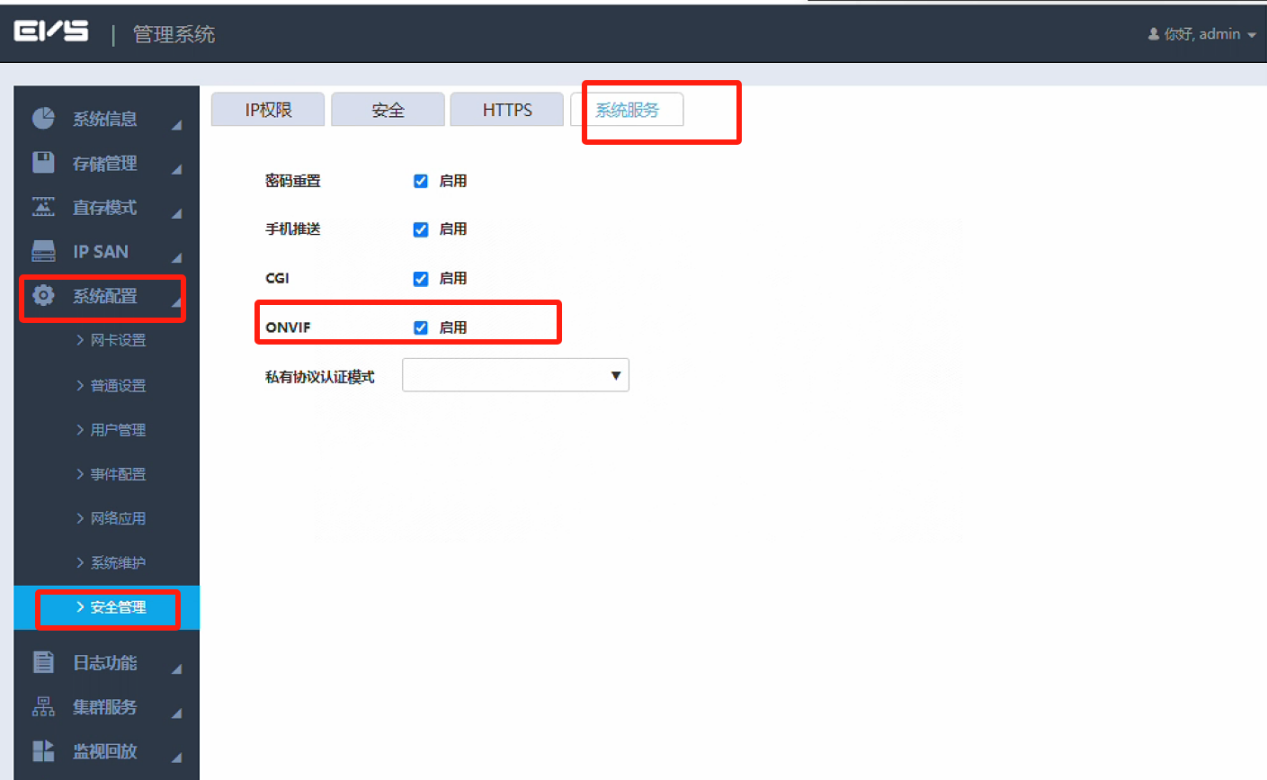 EVS | 管理系统
你好, admin
系统信息
存储管理
直存模式
IP SAN
系统配置
网卡设置
普通设置
用户管理
事件配置
网络应用
系统维护
安全管理
日志功能
集群服务
监视回放
IP权限 安全 HTTPS 系统服务
密码重置 启用
手机推送 启用
CGI 启用
ONVIF 启用
私有协议认证模式